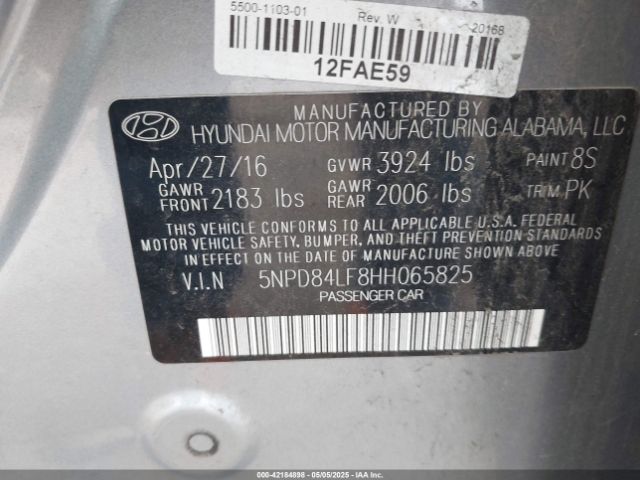 5500-1103-01 Rev. W 20168
12FAE59
MANUFACTURED BY
HYUNDAI MOTOR MANUFACTURING ALABAMA, LLC
Apr/27/16 GVWR 3924 lbs PAINT 8S
GAWR FRONT 2183 lbs GAWR REAR 2006 lbs TRIM PK
THIS VEHICLE CONFORMS TO ALL APPLICABLE U.S.A. FEDERAL
MOTOR VEHICLE SAFETY, BUMPER, AND THEFT PREVENTION STANDARDS
IN EFFECT ON THE DATE OF MANUFACTURE SHOWN ABOVE
V.I.N 5NPD84LF8HH065825
PASSENGER CAR
000-42184898 - 05/05/2025 - IAAI.COM